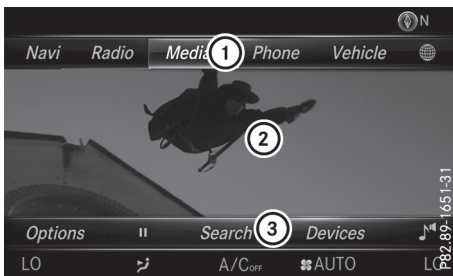 N
Navi Radio Media 1 Phone Vehicle
2
3
Options II Search Devices
LO A/C OFF AUTO LO
P82.89-1651-31